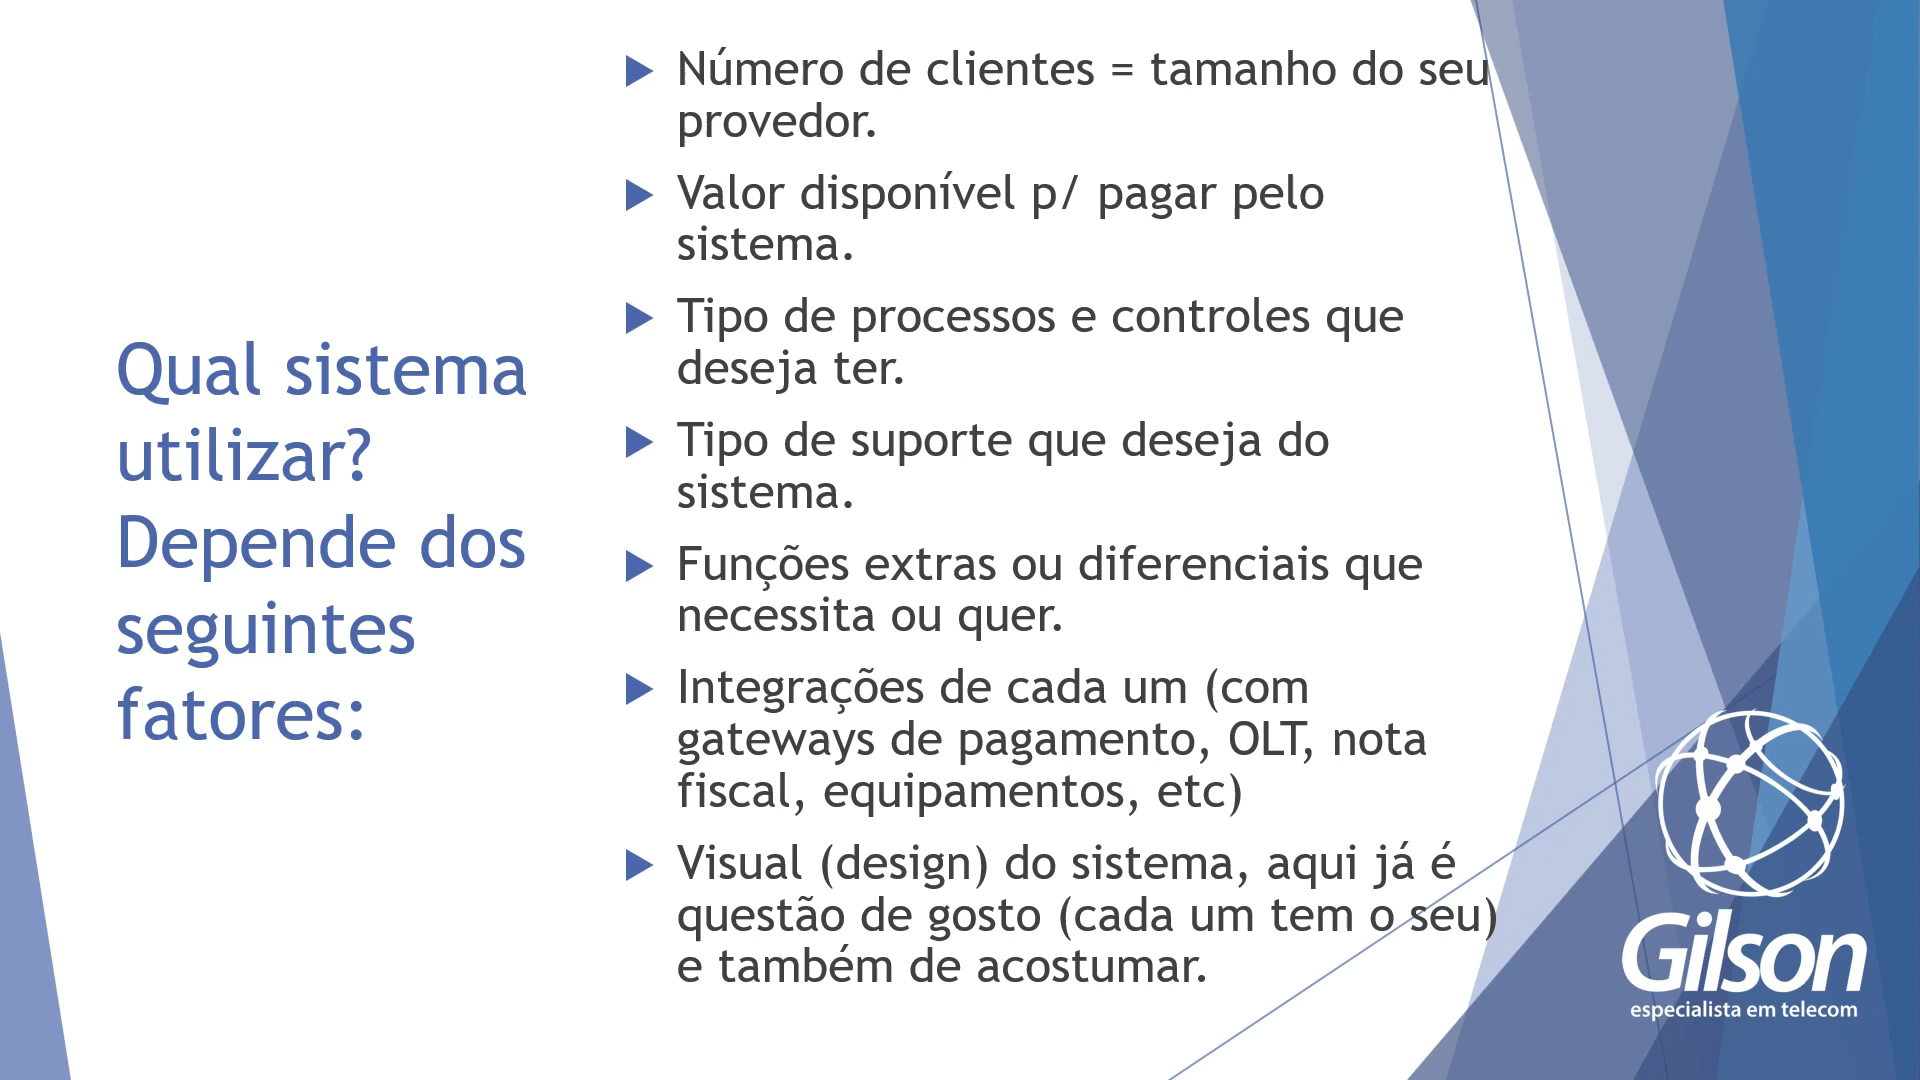 Qual sistema
utilizar?
Depende dos
seguintes
fatores:
Número de clientes = tamanho do seu
provedor.
Valor disponível p/ pagar pelo
sistema.
Tipo de processos e controles que
deseja ter.
Tipo de suporte que deseja do
sistema.
Funções extras ou diferenciais que
necessita ou quer.
Integrações de cada um (com
gateways de pagamento, OLT, nota
fiscal, equipamentos, etc)
Visual (design) do sistema, aqui já é
questão de gosto (cada um tem o seu)
e também de acostumar.
Gilson
especialista em telecom